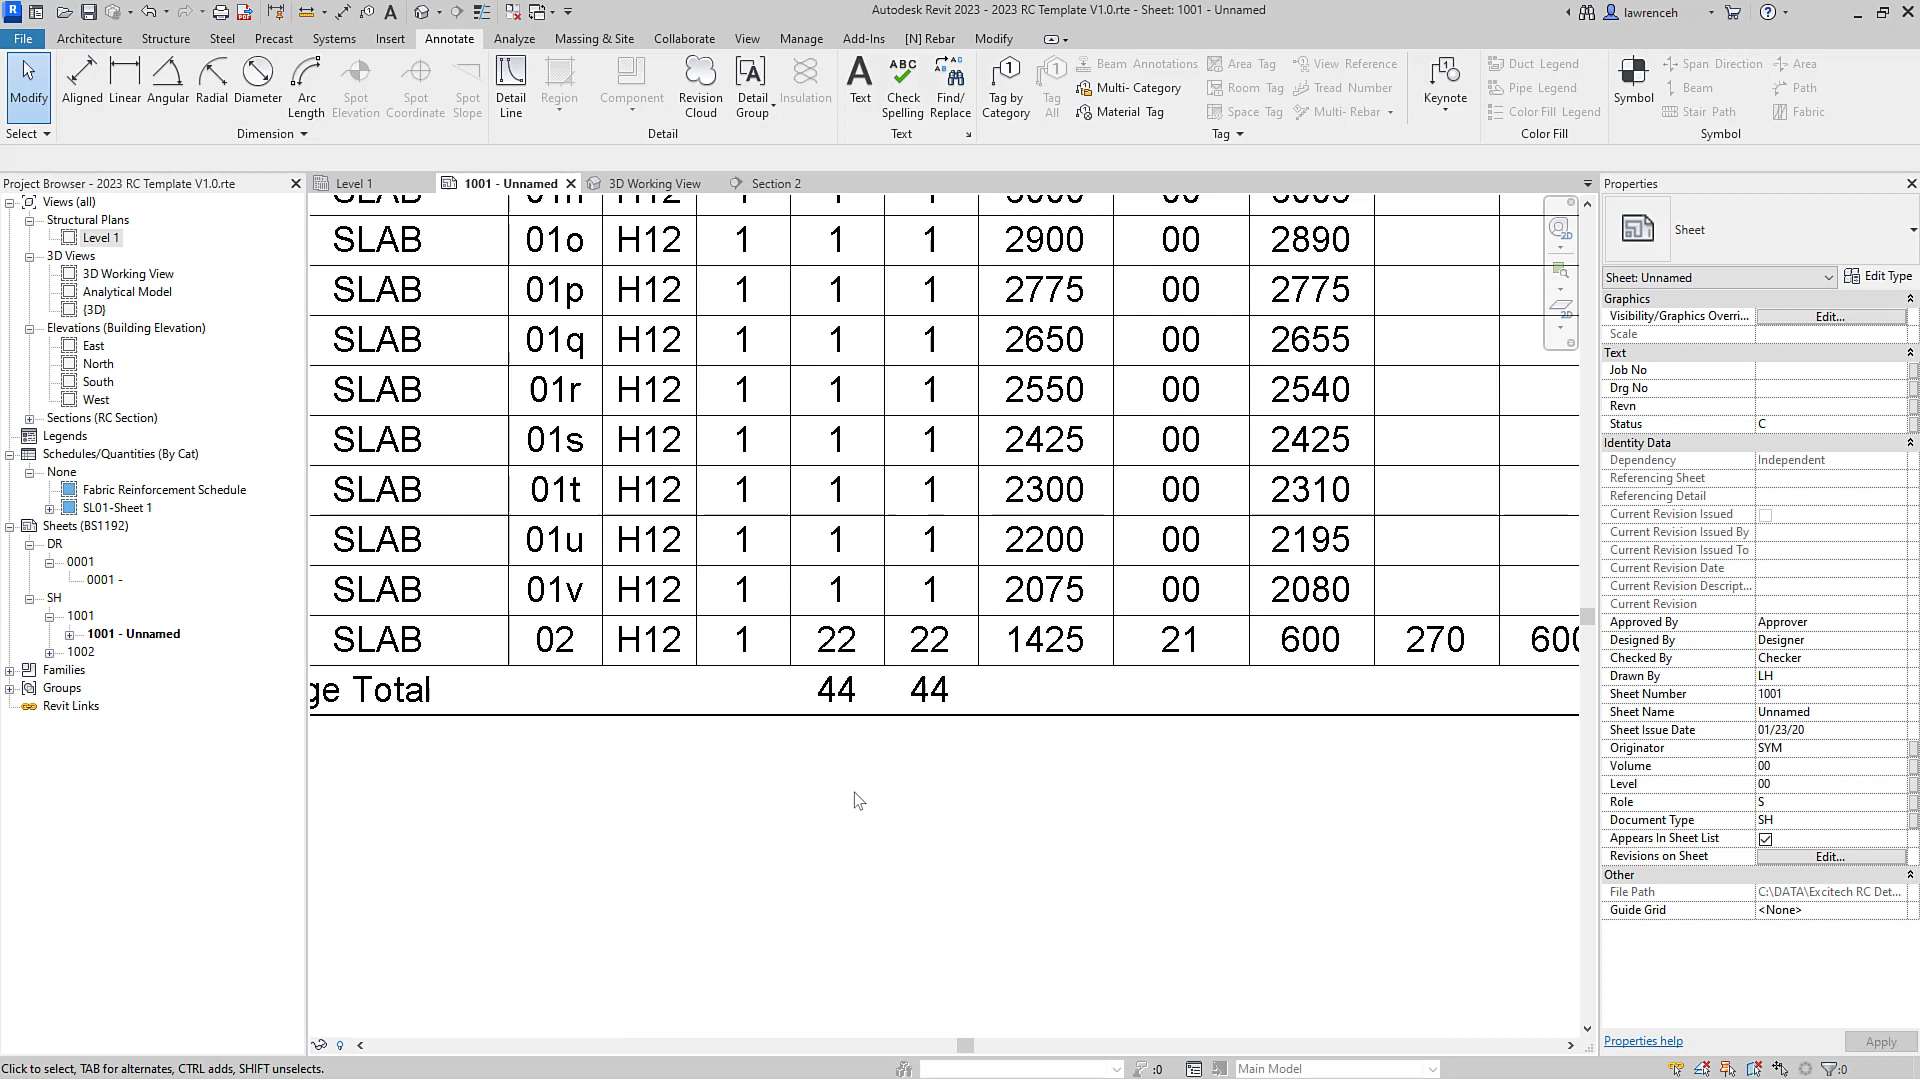 Autodesk Revit 2023 - 2023 RC Template V1.0.rte - Sheet: 1001 - Unnamed
lawrenceh
File Architecture Structure Steel Precast Systems Insert Annotate Analyze Massing & Site Collaborate View Manage Add-Ins [N] Rebar Modify
Modify
Select
Aligned Linear Angular Radial Diameter Arc Length Spot Elevation Spot Coordinate Spot Slope
Dimension
Detail Line Region Component Revision Cloud Detail Group Insulation
Detail
Text Check Spelling Find/ Replace
Text
Tag by Category Tag All Beam Annotations Multi- Category Material Tag
Area Tag Room Tag Space Tag View Reference Tread Number Multi- Rebar
Tag
Keynote
Duct Legend
Pipe Legend
Color Fill Legend
Color Fill
Symbol Span Direction Beam Stair Path Area Path Fabric
Symbol
Project Browser - 2023 RC Template V1.0.rte
Views (all)
Structural Plans
Level 1
3D Views
3D Working View
Analytical Model
{3D}
Elevations (Building Elevation)
East
North
South
West
Sections (RC Section)
Legends
Schedules/Quantities (By Cat)
None
Fabric Reinforcement Schedule
SL01-Sheet 1
Sheets (BS1192)
DR
0001
0001 -
SH
1001
1001 - Unnamed
1002
Families
Groups
Revit Links
Level 1 1001 - Unnamed 3D Working View Section 2
SLAB 01o H12 1 1 1 2900 00 2890
SLAB 01p H12 1 1 1 2775 00 2775
SLAB 01q H12 1 1 1 2650 00 2655
SLAB 01r H12 1 1 1 2550 00 2540
SLAB 01s H12 1 1 1 2425 00 2425
SLAB 01t H12 1 1 1 2300 00 2310
SLAB 01u H12 1 1 1 2200 00 2195
SLAB 01v H12 1 1 1 2075 00 2080
SLAB 02 H12 1 22 22 1425 21 600 270 600
ge Total 44 44
Properties
Sheet
Sheet: Unnamed Edit Type
Graphics
Visibility/Graphics Overri... Edit...
Scale
Text
Job No
Drg No
Revn
Status C
Identity Data
Dependency Independent
Referencing Sheet
Referencing Detail
Current Revision Issued
Current Revision Issued By
Current Revision Issued To
Current Revision Date
Current Revision Descript...
Current Revision
Approved By Approver
Designed By Designer
Checked By Checker
Drawn By LH
Sheet Number 1001
Sheet Name Unnamed
Sheet Issue Date 01/23/20
Originator SYM
Volume 00
Level 00
Role S
Document Type SH
Appears In Sheet List
Revisions on Sheet Edit...
Other
File Path C:\DATA\Excitech RC Det...
Guide Grid <None>
Properties help Apply
Click to select, TAB for alternates, CTRL adds, SHIFT unselects.
:0 Main Model :0